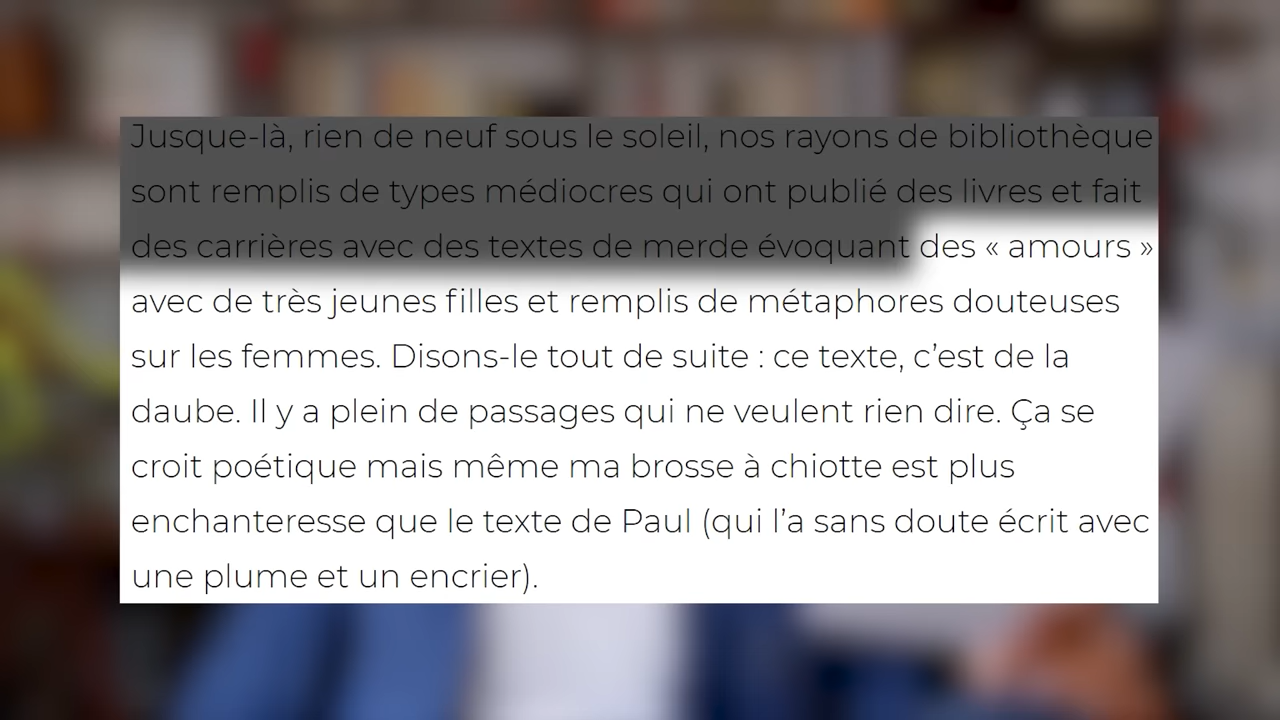 Jusque-là, rien de neuf sous le soleil, nos rayons de bibliothèque
sont remplis de types médiocres qui ont publié des livres et fait
des carrières avec des textes de merde évoquant des « amours »
avec de très jeunes filles et remplis de métaphores douteuses
sur les femmes. Disons-le tout de suite : ce texte, c’est de la
daube. Il y a plein de passages qui ne veulent rien dire. Ça se
croit poétique mais même ma brosse à chiotte est plus
enchanteresse que le texte de Paul (qui l’a sans doute écrit avec
une plume et un encrier).